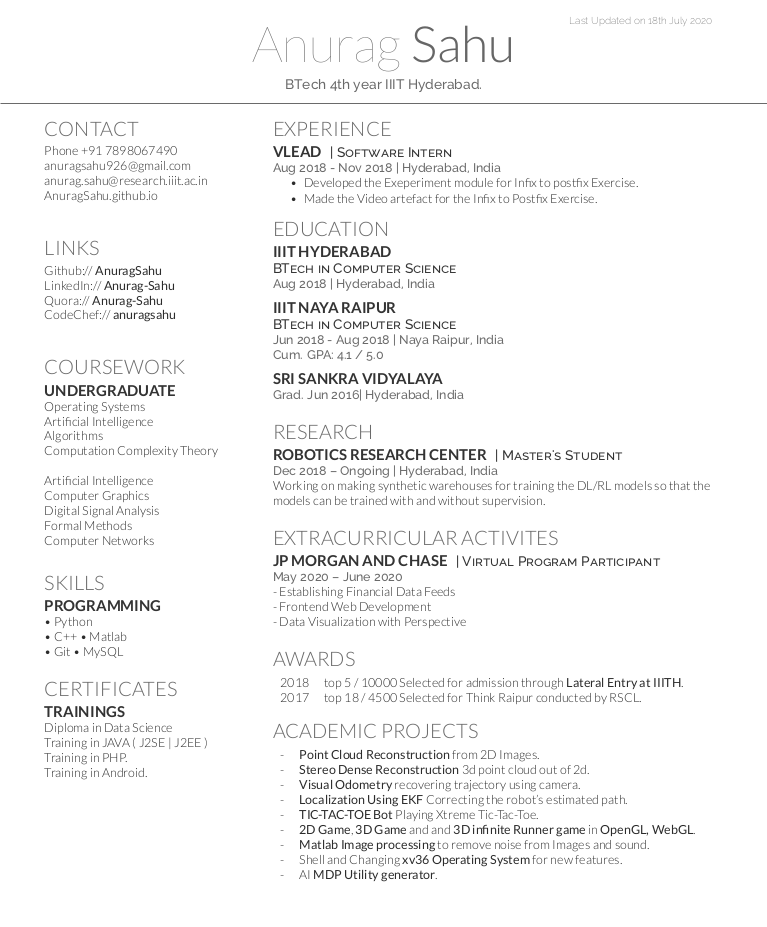 Last Updated on 18th July 2020
Anurag Sahu
BTech 4th year IIIT Hyderabad.
CONTACT
Phone +91 7898067490
anuragsahu926@gmail.com
anurag.sahu@research.iiit.ac.in
AnuragSahu.github.io
LINKS
Github:// AnuragSahu
LinkedIn:// Anurag-Sahu
Quora:// Anurag-Sahu
CodeChef:// anuragsahu
COURSEWORK
UNDERGRADUATE
Operating Systems
Artificial Intelligence
Algorithms
Computation Complexity Theory
Artificial Intelligence
Computer Graphics
Digital Signal Analysis
Formal Methods
Computer Networks
SKILLS
PROGRAMMING
• Python
• C++ • Matlab
• Git • MySQL
CERTIFICATES
TRAININGS
Diploma in Data Science
Training in JAVA ( J2SE | J2EE )
Training in PHP.
Training in Android.
EXPERIENCE
VLEAD | Software Intern
Aug 2018 - Nov 2018 | Hyderabad, India
• Developed the Exeperiment module for Infix to postfix Exercise.
• Made the Video artefact for the Infix to Postfix Exercise.
EDUCATION
IIIT HYDERABAD
BTech in Computer Science
Aug 2018 | Hyderabad, India
IIIT NAYA RAIPUR
BTech in Computer Science
Jun 2018 - Aug 2018 | Naya Raipur, India
Cum. GPA: 4.1 / 5.0
SRI SANKRA VIDYALAYA
Grad. Jun 2016| Hyderabad, India
RESEARCH
ROBOTICS RESEARCH CENTER | Master's Student
Dec 2018 – Ongoing | Hyderabad, India
Working on making synthetic warehouses for training the DL/RL models so that the
models can be trained with and without supervision.
EXTRACURRICULAR ACTIVITES
JP MORGAN AND CHASE | Virtual Program Participant
May 2020 – June 2020
- Establishing Financial Data Feeds
- Frontend Web Development
- Data Visualization with Perspective
AWARDS
2018 top 5 / 10000 Selected for admission through Lateral Entry at IIITH.
2017 top 18 / 4500 Selected for Think Raipur conducted by RSCL.
ACADEMIC PROJECTS
- Point Cloud Reconstruction from 2D Images.
- Stereo Dense Reconstruction 3d point cloud out of 2d.
- Visual Odometry recovering trajectory using camera.
- Localization Using EKF Correcting the robot's estimated path.
- TIC-TAC-TOE Bot Playing Xtreme Tic-Tac-Toe.
- 2D Game, 3D Game and and 3D infinite Runner game in OpenGL, WebGL.
- Matlab Image processing to remove noise from Images and sound.
- Shell and Changing xv36 Operating System for new features.
- AI MDP Utility generator.